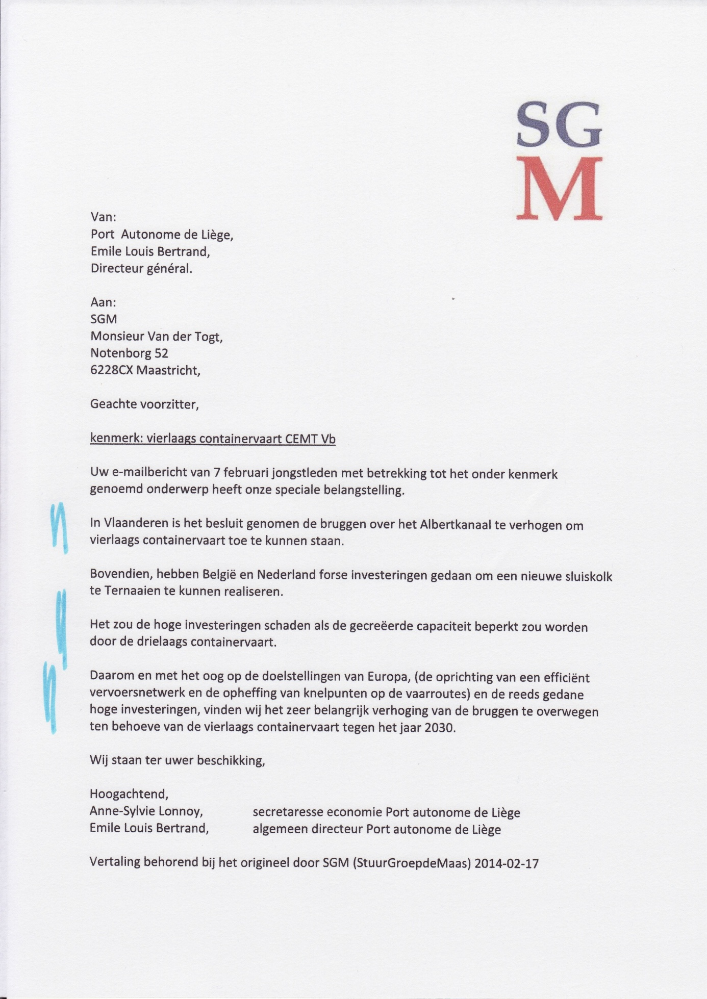 SG
M
Van:
Port Autonome de Liège,
Emile Louis Bertrand,
Directeur général.
Aan:
SGM
Monsieur Van der Togt,
Notenborg 52
6228CX Maastricht,
Geachte voorzitter,
kenmerk: vierlaags containervaart CEMT Vb
Uw e-mailbericht van 7 februari jongstleden met betrekking tot het onder kenmerk
genoemd onderwerp heeft onze speciale belangstelling.
In Vlaanderen is het besluit genomen de bruggen over het Albertkanaal te verhogen om
vierlaags containervaart toe te kunnen staan.
Bovendien, hebben België en Nederland forse investeringen gedaan om een nieuwe sluiskolk
te Ternaaien te kunnen realiseren.
Het zou de hoge investeringen schaden als de gecreëerde capaciteit beperkt zou worden
door de drielaags containervaart.
Daarom en met het oog op de doelstellingen van Europa, (de oprichting van een efficiënt
vervoersnetwerk en de opheffing van knelpunten op de vaarroutes) en de reeds gedane
hoge investeringen, vinden wij het zeer belangrijk verhoging van de bruggen te overwegen
ten behoeve van de vierlaags containervaart tegen het jaar 2030.
Wij staan ter uwer beschikking,
Hoogachtend,
Anne-Sylvie Lonnoy, secretaresse economie Port autonome de Liège
Emile Louis Bertrand, algemeen directeur Port autonome de Liège
Vertaling behorend bij het origineel door SGM (StuurGroepdeMaas) 2014-02-17